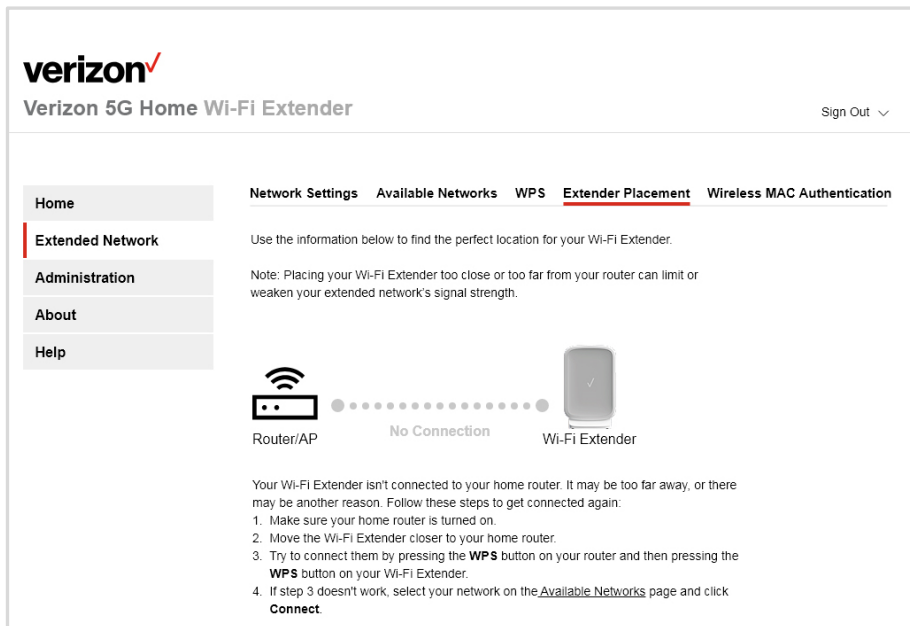 verizon
Verizon 5G Home Wi-Fi Extender
Sign Out
Home
Extended Network
Administration
About
Help
Network Settings Available Networks WPS Extender Placement Wireless MAC Authentication
Use the information below to find the perfect location for your Wi-Fi Extender.
Note: Placing your Wi-Fi Extender too close or too far from your router can limit or
weaken your extended network's signal strength.
No Connection
Router/AP
Wi-Fi Extender
Your Wi-Fi Extender isn't connected to your home router. It may be too far away, or there
may be another reason. Follow these steps to get connected again:
1. Make sure your home router is turned on.
2. Move the Wi-Fi Extender closer to your home router.
3. Try to connect them by pressing the WPS button on your router and then pressing the
WPS button on your Wi-Fi Extender.
4. If step 3 doesn't work, select your network on the Available Networks page and click
Connect.